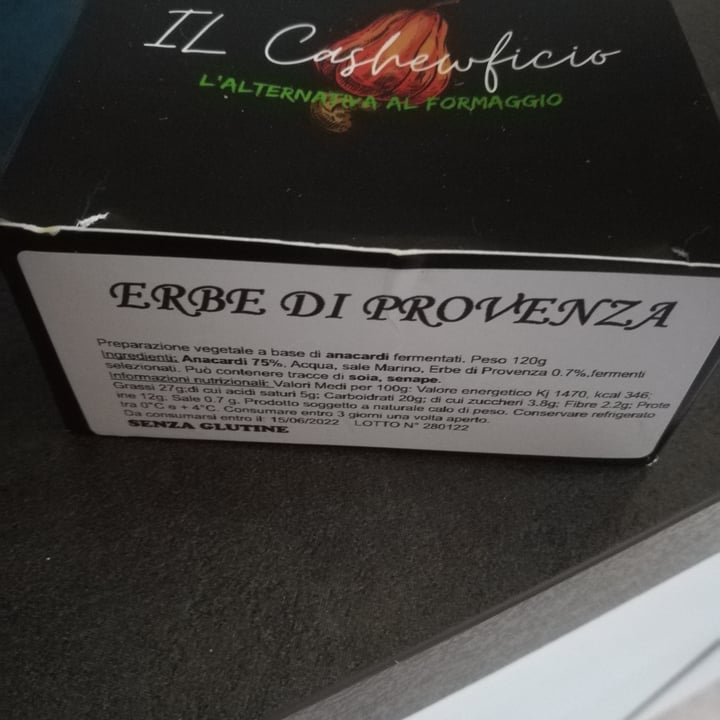 IL Cashewficio
L'ALTERNATIVA AL FORMAGGIO
ERBE DI PROVENZA
Preparazione vegetale a base di anacardi fermentati. Peso 120g
Ingredienti: Anacardi 75%. Acqua, sale Marino, Erbe di Provenza 0.7%.fermenti
selezionati. Può contenere tracce di soia, senape.
Informazioni nutrizionali: Valori Medi per 100g: Valore energetico Kj 1470, kcal 346;
Grassi 27g;di cui acidi saturi 5g; Carboidrati 20g; di cui zuccheri 3.8g; Fibre 2.2g; Prote
ine 12g. Sale 0.7 g. Prodotto soggetto a naturale calo di peso. Conservare refrigerato
tra 0°C e + 4°C. Consumare entro 3 giorni una volta aperto.
Da consumarsi entro il: 15/06/2022 LOTTO N° 280122
SENZA GLUTINE